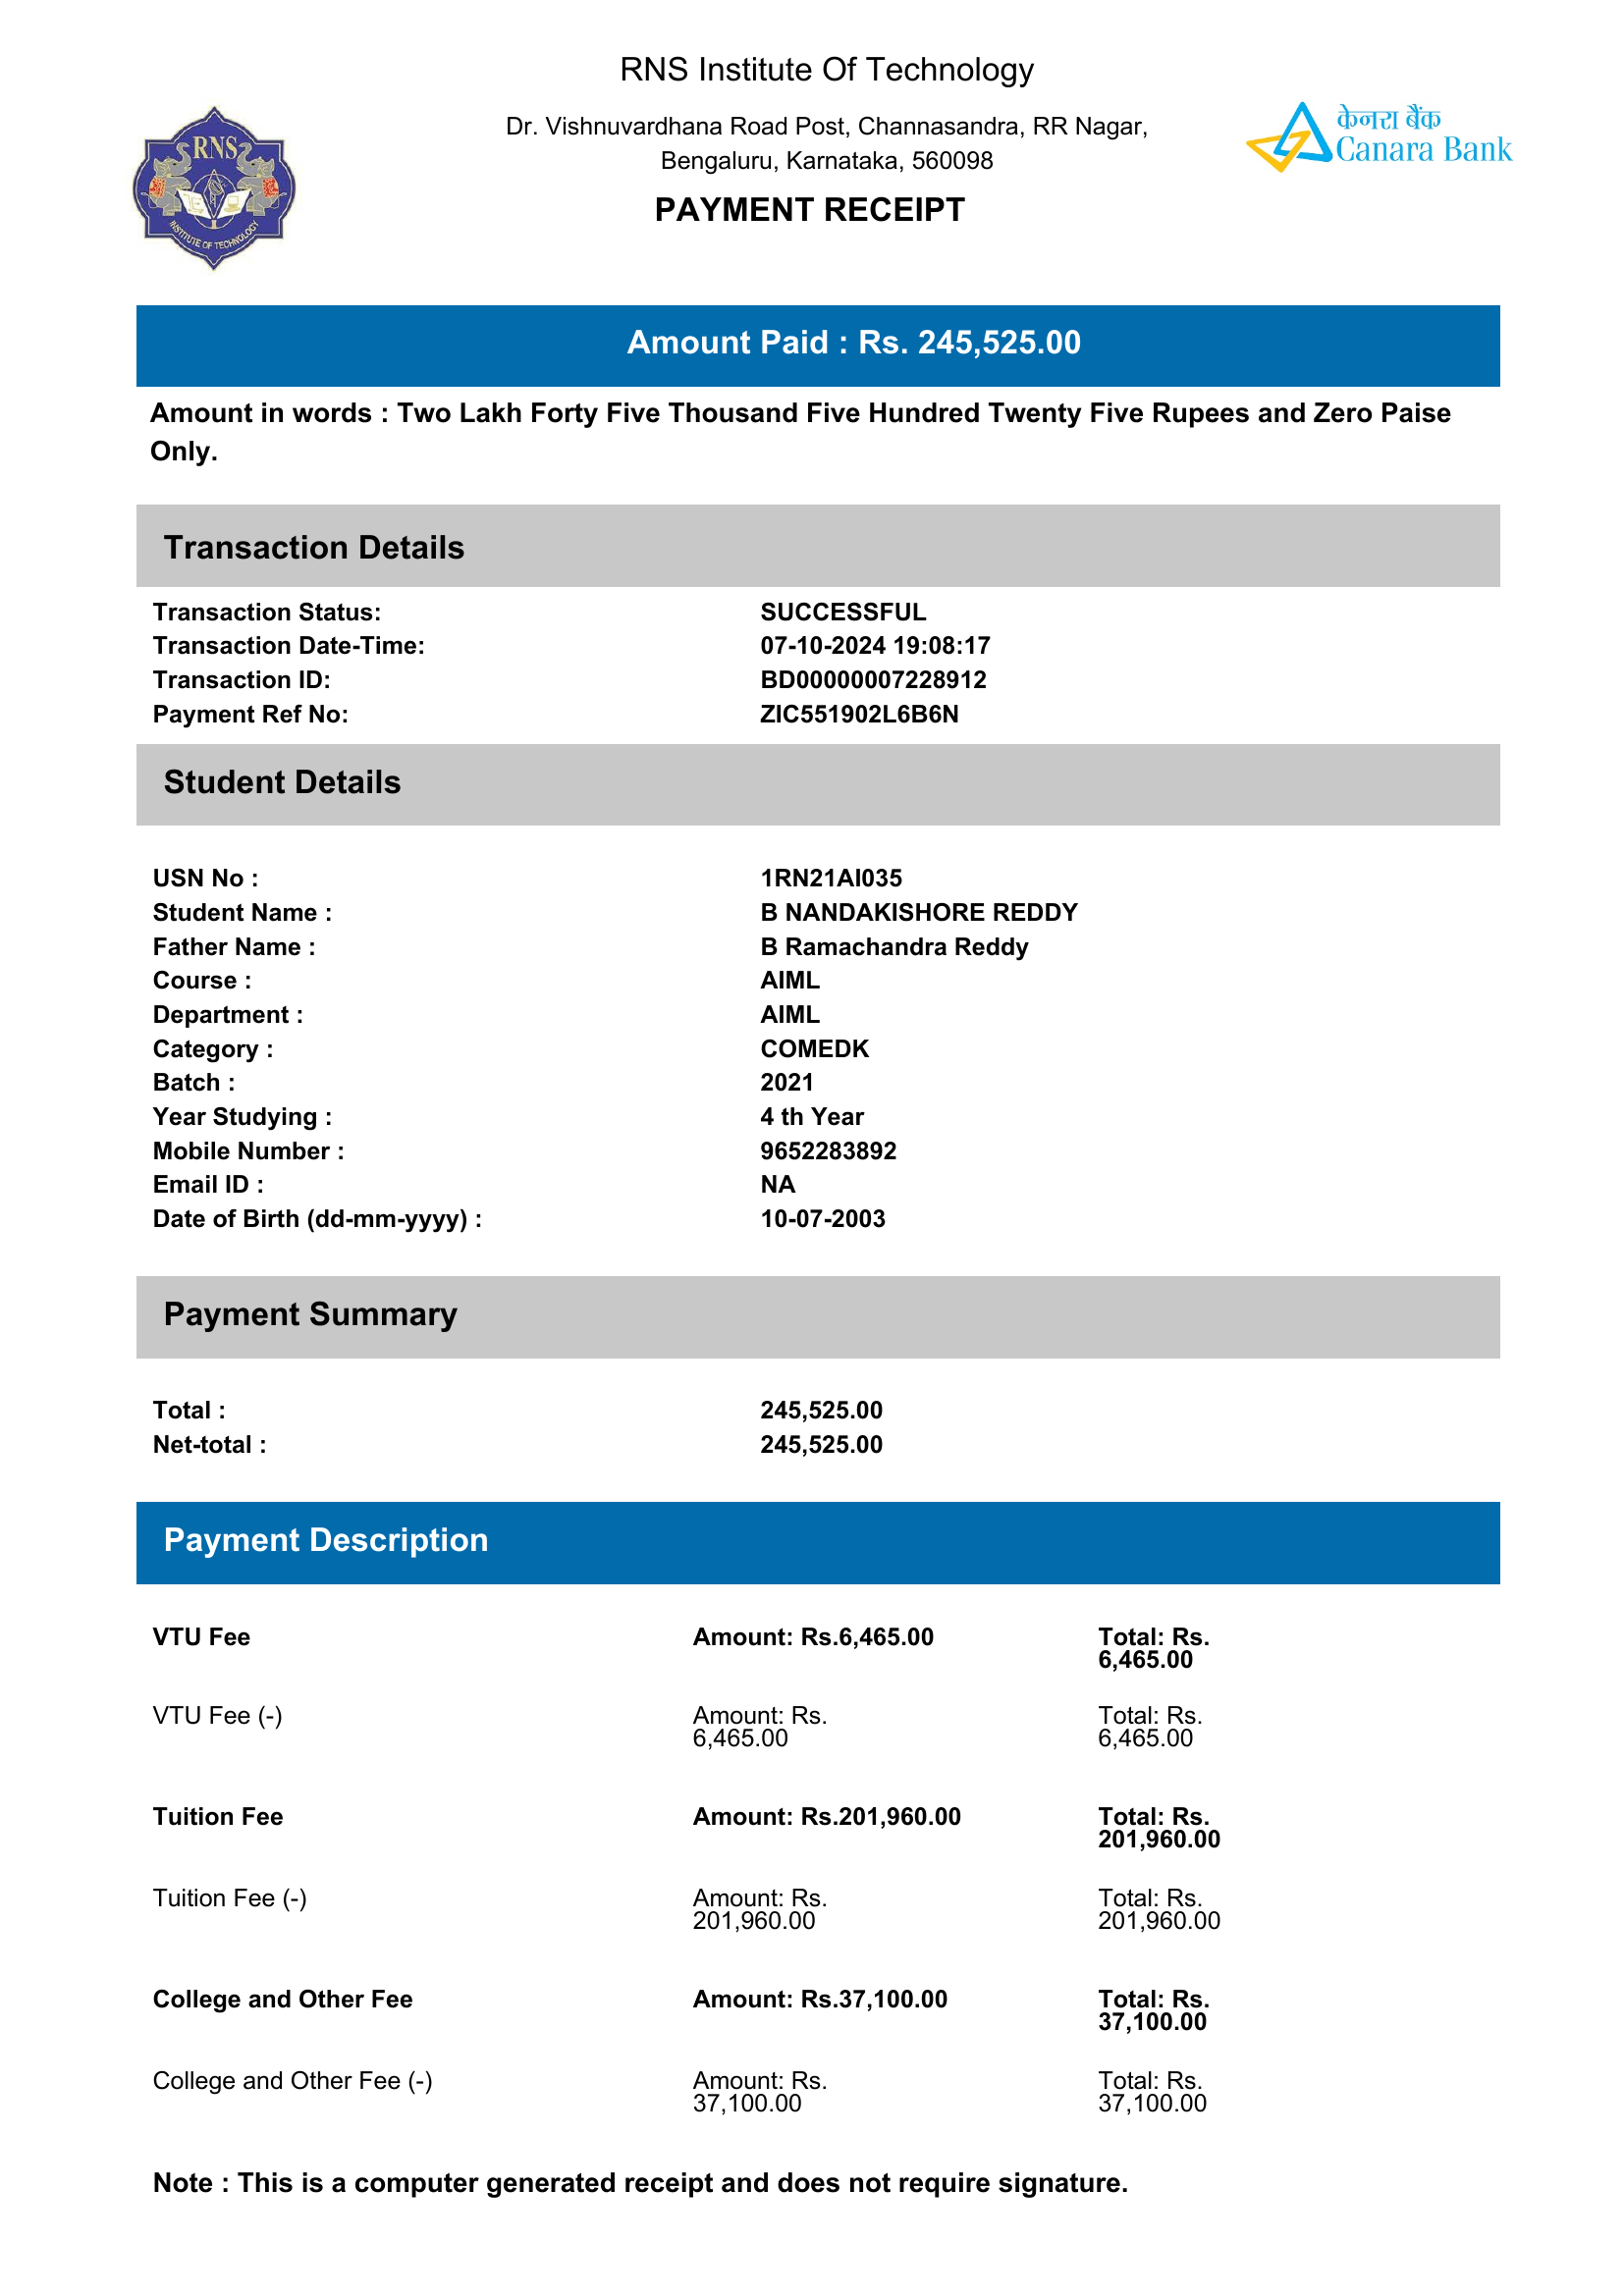 RNS Institute Of Technology
Dr. Vishnuvardhana Road Post, Channasandra, RR Nagar,
Bengaluru, Karnataka, 560098
PAYMENT RECEIPT
RNS
INSTITUTE OF TECHNOLOGY
केनरा बैंक
Canara Bank
Amount Paid : Rs. 245,525.00
Amount in words : Two Lakh Forty Five Thousand Five Hundred Twenty Five Rupees and Zero Paise
Only.
Transaction Details
Transaction Status: SUCCESSFUL
Transaction Date-Time: 07-10-2024 19:08:17
Transaction ID: BD00000007228912
Payment Ref No: ZIC551902L6B6N
Student Details
USN No : 1RN21AI035
Student Name : B NANDAKISHORE REDDY
Father Name : B Ramachandra Reddy
Course : AIML
Department : AIML
Category : COMEDK
Batch : 2021
Year Studying : 4 th Year
Mobile Number : 9652283892
Email ID : NA
Date of Birth (dd-mm-yyyy) : 10-07-2003
Payment Summary
Total : 245,525.00
Net-total : 245,525.00
Payment Description
VTU Fee Amount: Rs.6,465.00 Total: Rs.
6,465.00
VTU Fee (-) Amount: Rs. Total: Rs.
6,465.00 6,465.00
Tuition Fee Amount: Rs.201,960.00 Total: Rs.
201,960.00
Tuition Fee (-) Amount: Rs. Total: Rs.
201,960.00 201,960.00
College and Other Fee Amount: Rs.37,100.00 Total: Rs.
37,100.00
College and Other Fee (-) Amount: Rs. Total: Rs.
37,100.00 37,100.00
Note : This is a computer generated receipt and does not require signature.